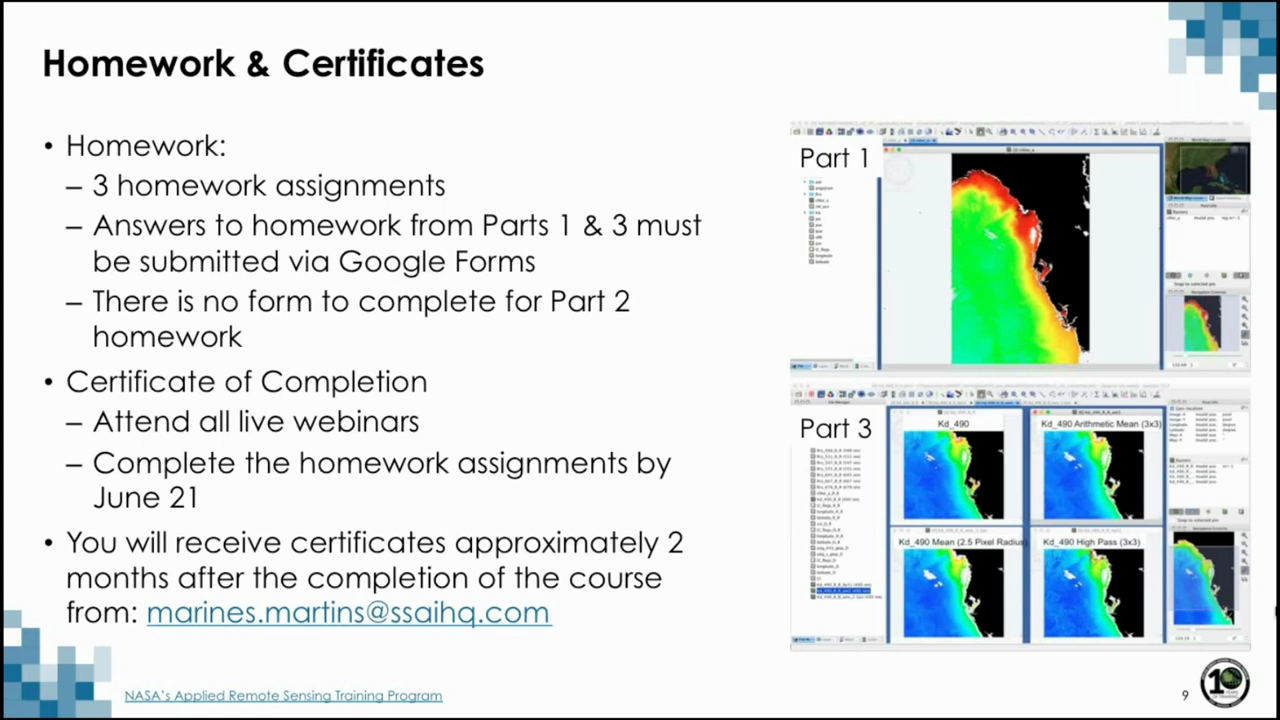 Homework & Certificates
• Homework:
– 3 homework assignments
– Answers to homework from Parts 1 & 3 must
be submitted via Google Forms
– There is no form to complete for Part 2
homework
• Certificate of Completion
– Attend all live webinars
– Complete the homework assignments by
June 21
• You will receive certificates approximately 2
months after the completion of the course
from: marines.martins@ssaihq.com
Part 1
Part 3
Kd_490
Kd_490 Arithmetic Mean (3x3)
Kd_490 Mean (2.5 Pixel Radius)
Kd_490 High Pass (3x3)
NASA's Applied Remote Sensing Training Program
9